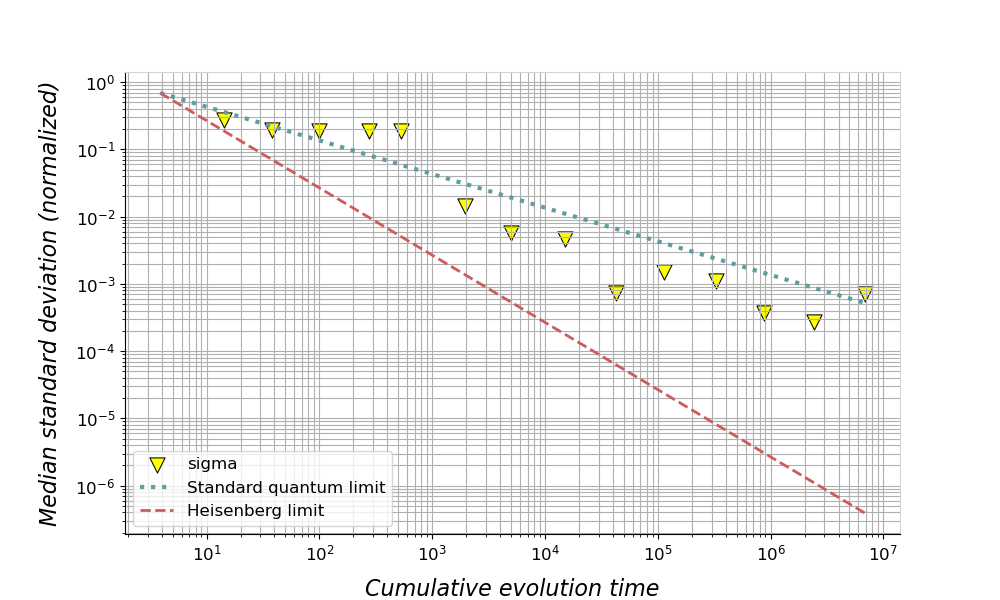 Median standard deviation (normalized)
10⁰
10⁻¹
10⁻²
10⁻³
10⁻⁴
10⁻⁵
10⁻⁶
sigma
Standard quantum limit
Heisenberg limit
10¹ 10² 10³ 10⁴ 10⁵ 10⁶ 10⁷
Cumulative evolution time